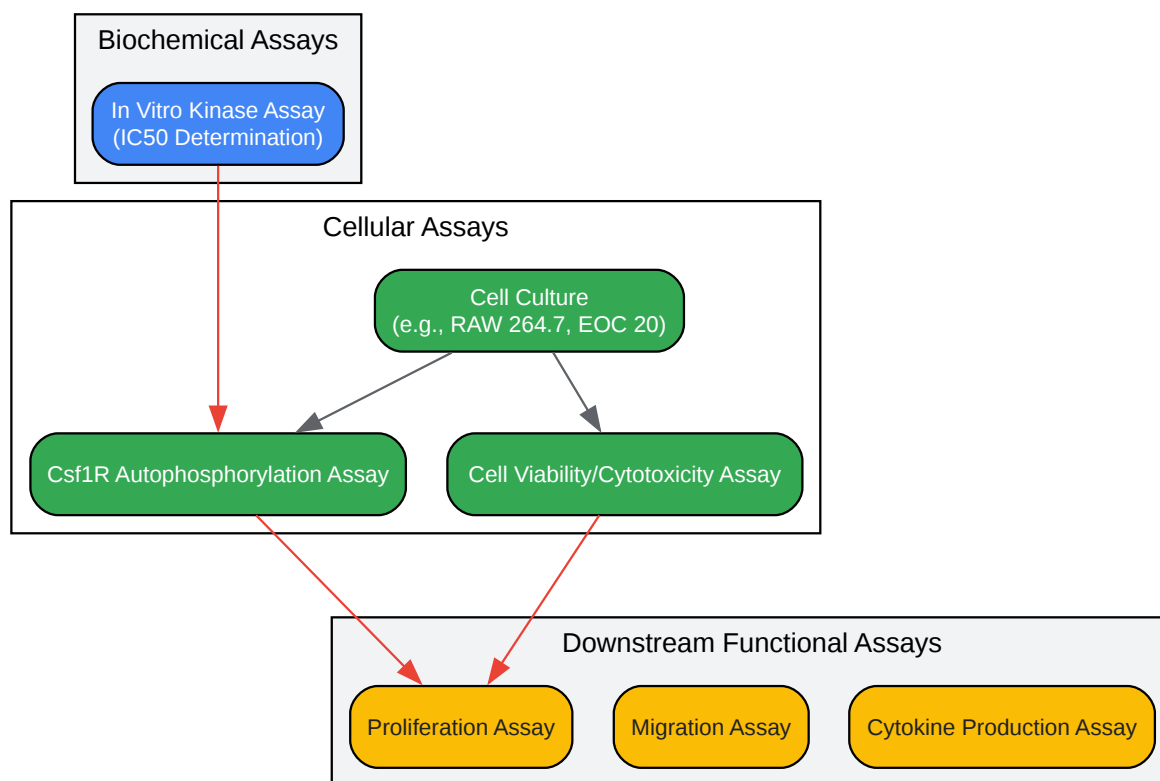 Biochemical Assays
In Vitro Kinase Assay
(IC50 Determination)
Cellular Assays
Cell Culture
(e.g., RAW 264.7, EOC 20)
Csf1R Autophosphorylation Assay
Cell Viability/Cytotoxicity Assay
Downstream Functional Assays
Proliferation Assay
Migration Assay
Cytokine Production Assay